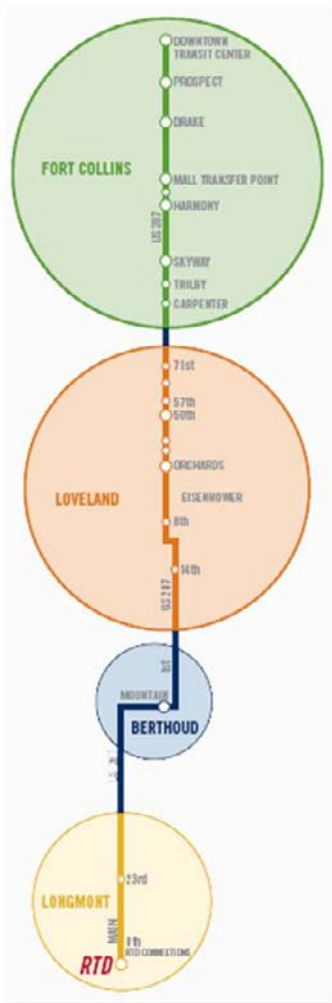 DOWNTOWN
TRANSIT CENTER
PROSPECT
DRAKE
FORT COLLINS
MALL TRANSFER POINT
HARMONY
US 287
SKYWAY
TRILBY
CARPENTER
71st
57th
50th
ORCHARDS
EISENHOWER
LOVELAND
8th
14th
US 287
MOUNTAIN
BERTHOUD
23rd
LONGMONT
MAIN
8th
RTD CONNECTIONS
RTD